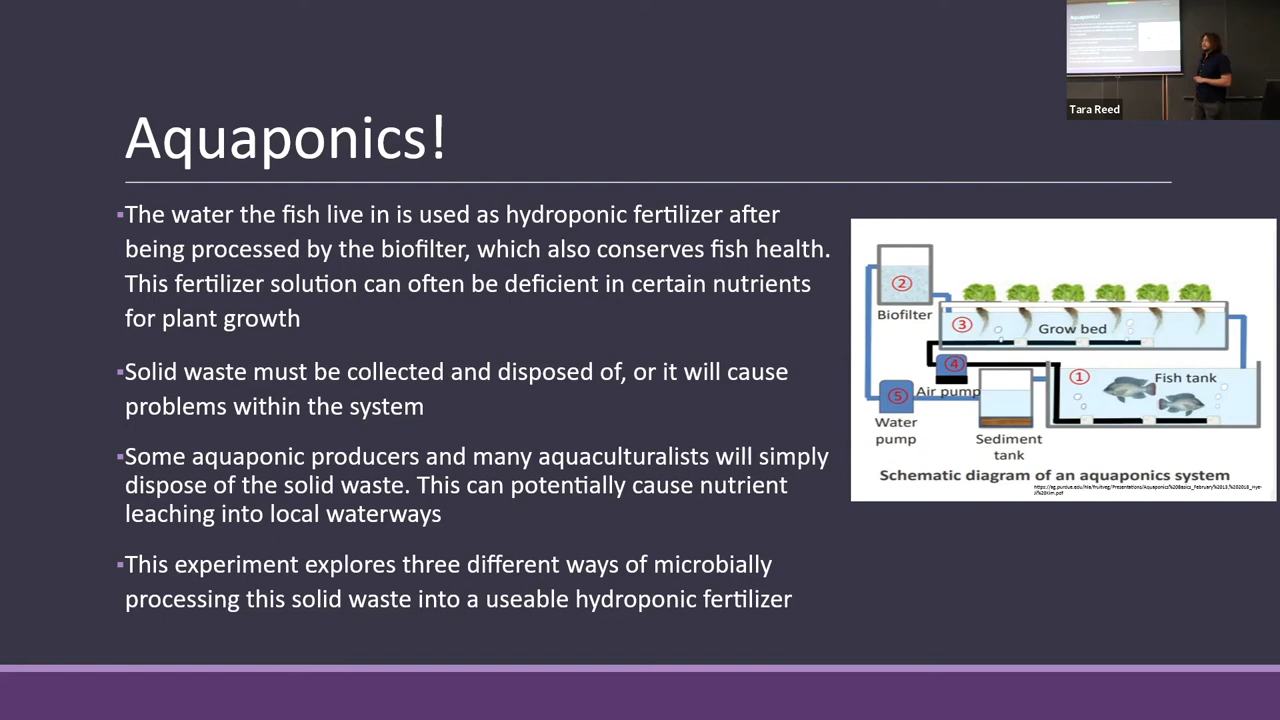 Aquaponics!
Tara Reed
▪The water the fish live in is used as hydroponic fertilizer after
being processed by the biofilter, which also conserves fish health.
This fertilizer solution can often be deficient in certain nutrients
for plant growth
▪Solid waste must be collected and disposed of, or it will cause
problems within the system
▪Some aquaponic producers and many aquaculturalists will simply
dispose of the solid waste. This can potentially cause nutrient
leaching into local waterways
▪This experiment explores three different ways of microbially
processing this solid waste into a useable hydroponic fertilizer
②
Biofilter
③
Grow bed
④
Air pump
①
Fish tank
⑤
Water
pump
Sediment
tank
Schematic diagram of an aquaponics system